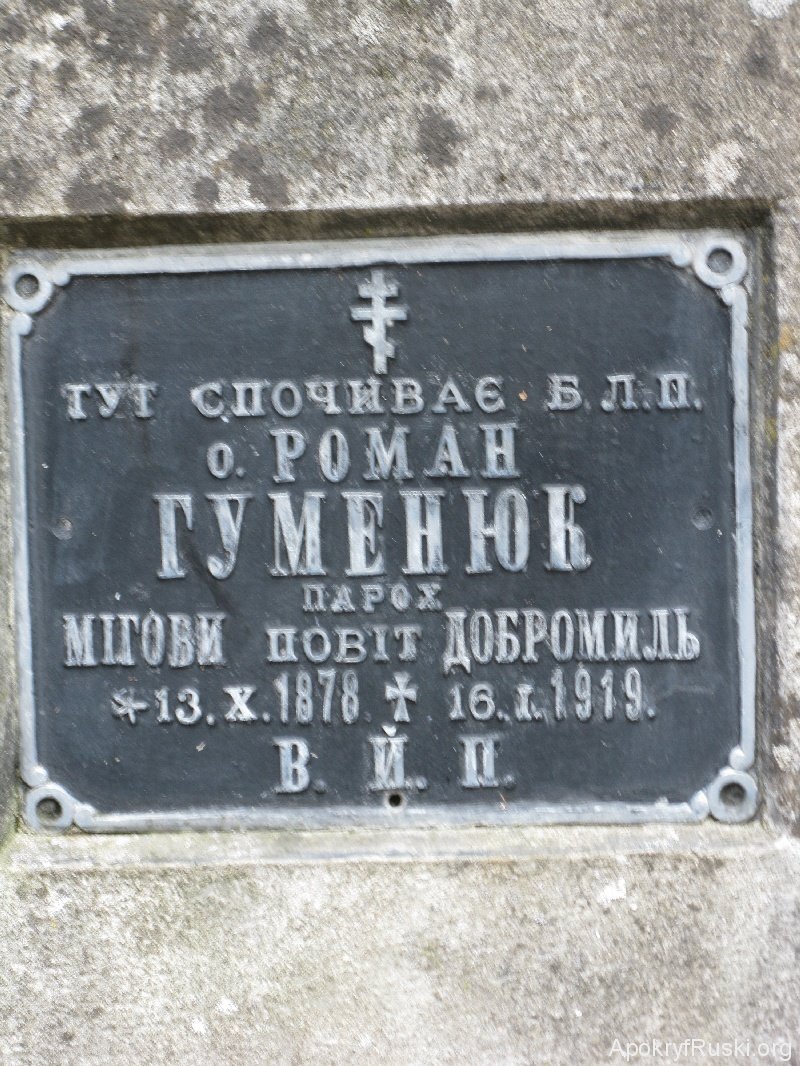 ТУТ СПОЧИВАЄ Б.Л.П.
о. РОМАН
ГУМЕНЮК
ПАРОХ
МІГОВИ ПОВІТ ДОБРОМИЛЬ
* 13.X.1878. ✠ 16.I.1919.
В. Й. П.
ApokryfRuski.org